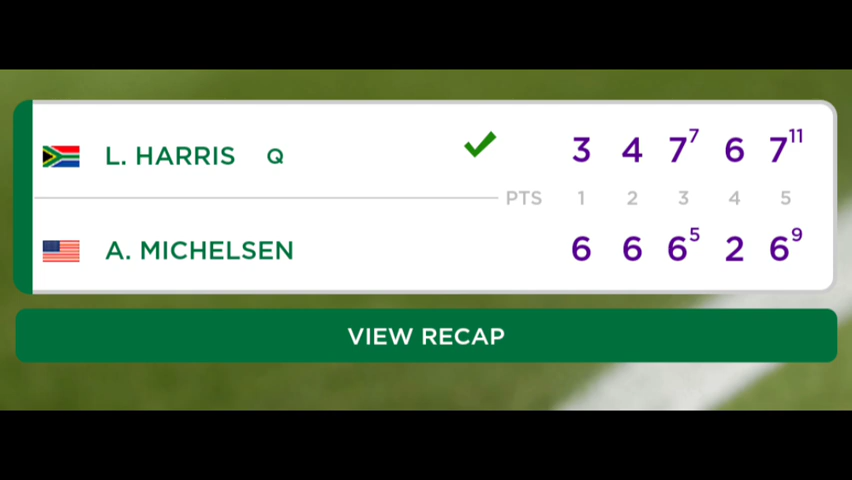 L. HARRIS Q 3 4 7⁷ 6 7¹¹
PTS 1 2 3 4 5
A. MICHELSEN 6 6 6⁵ 2 6⁹
VIEW RECAP